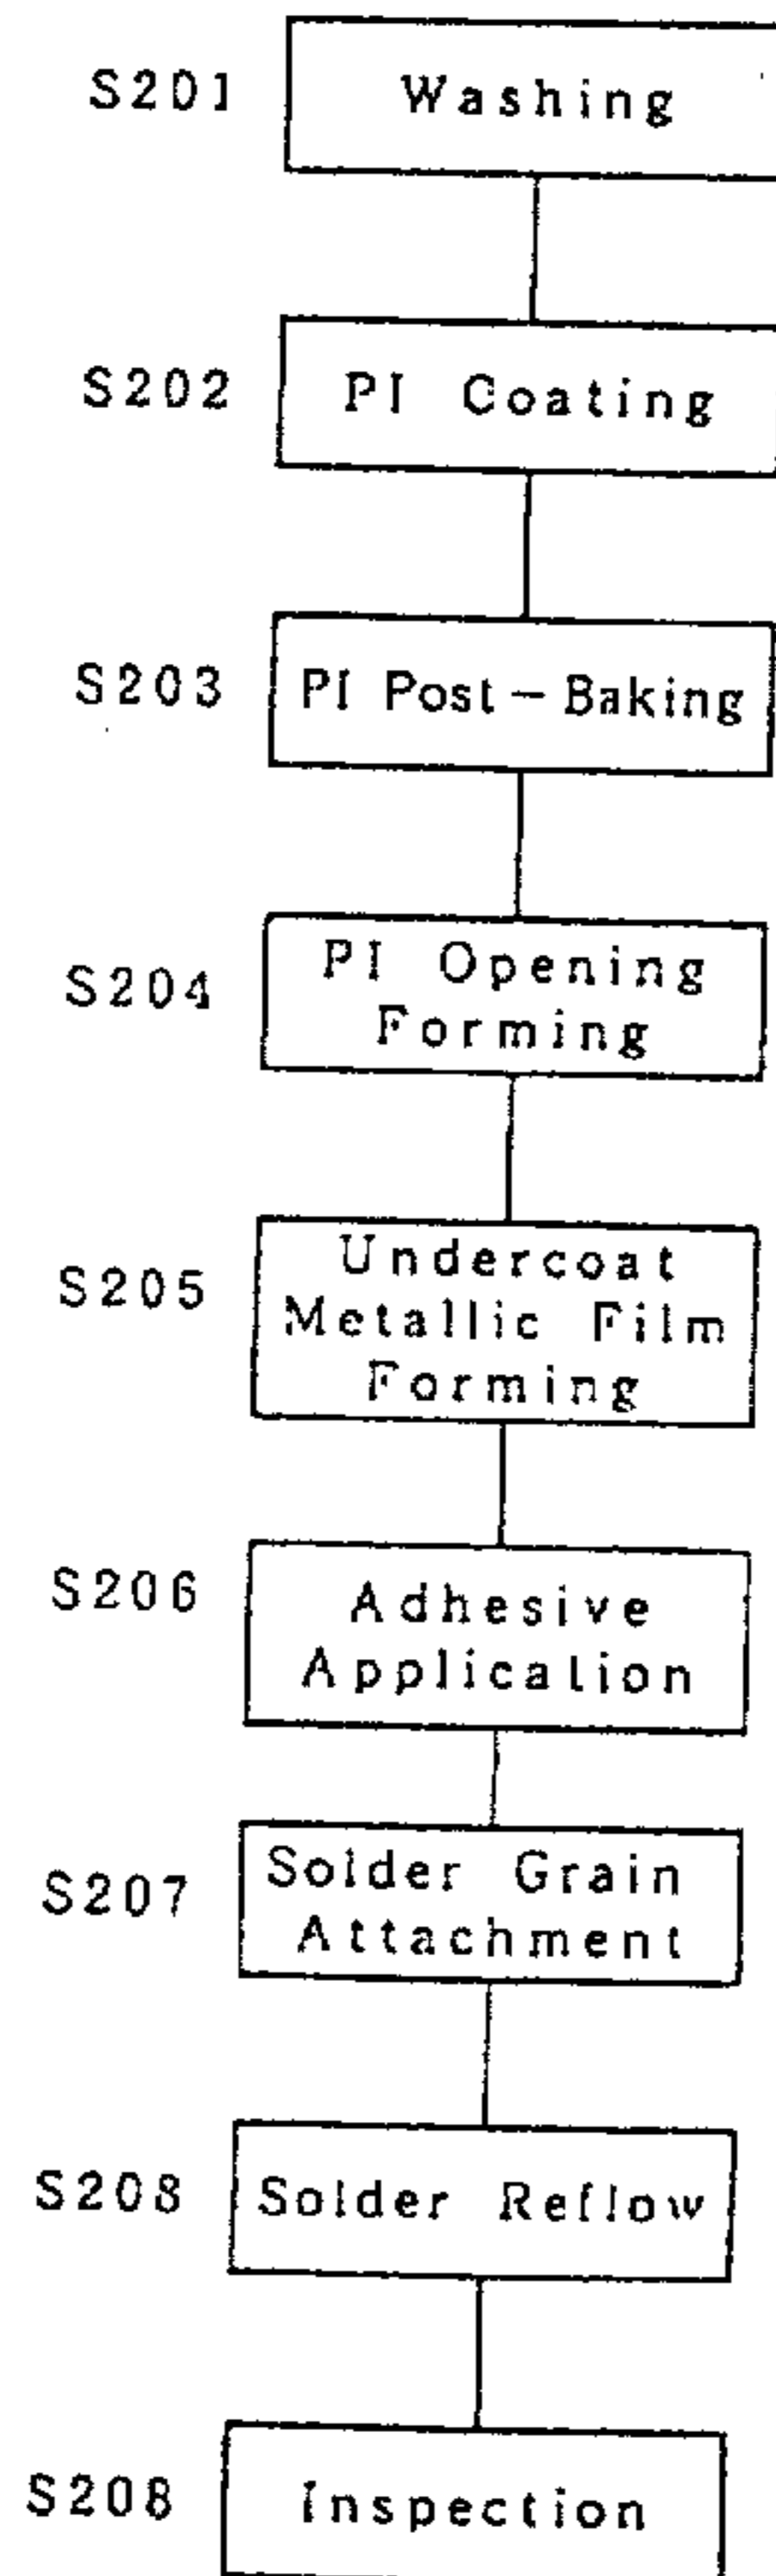 S201 Washing
S202 PI Coating
S203 PI Post-Baking
S204 PI Opening
Forming
S205 Undercoat
Metallic Film
Forming
S206 Adhesive
Application
S207 Solder Grain
Attachment
S208 Solder Reflow
S208 Inspection